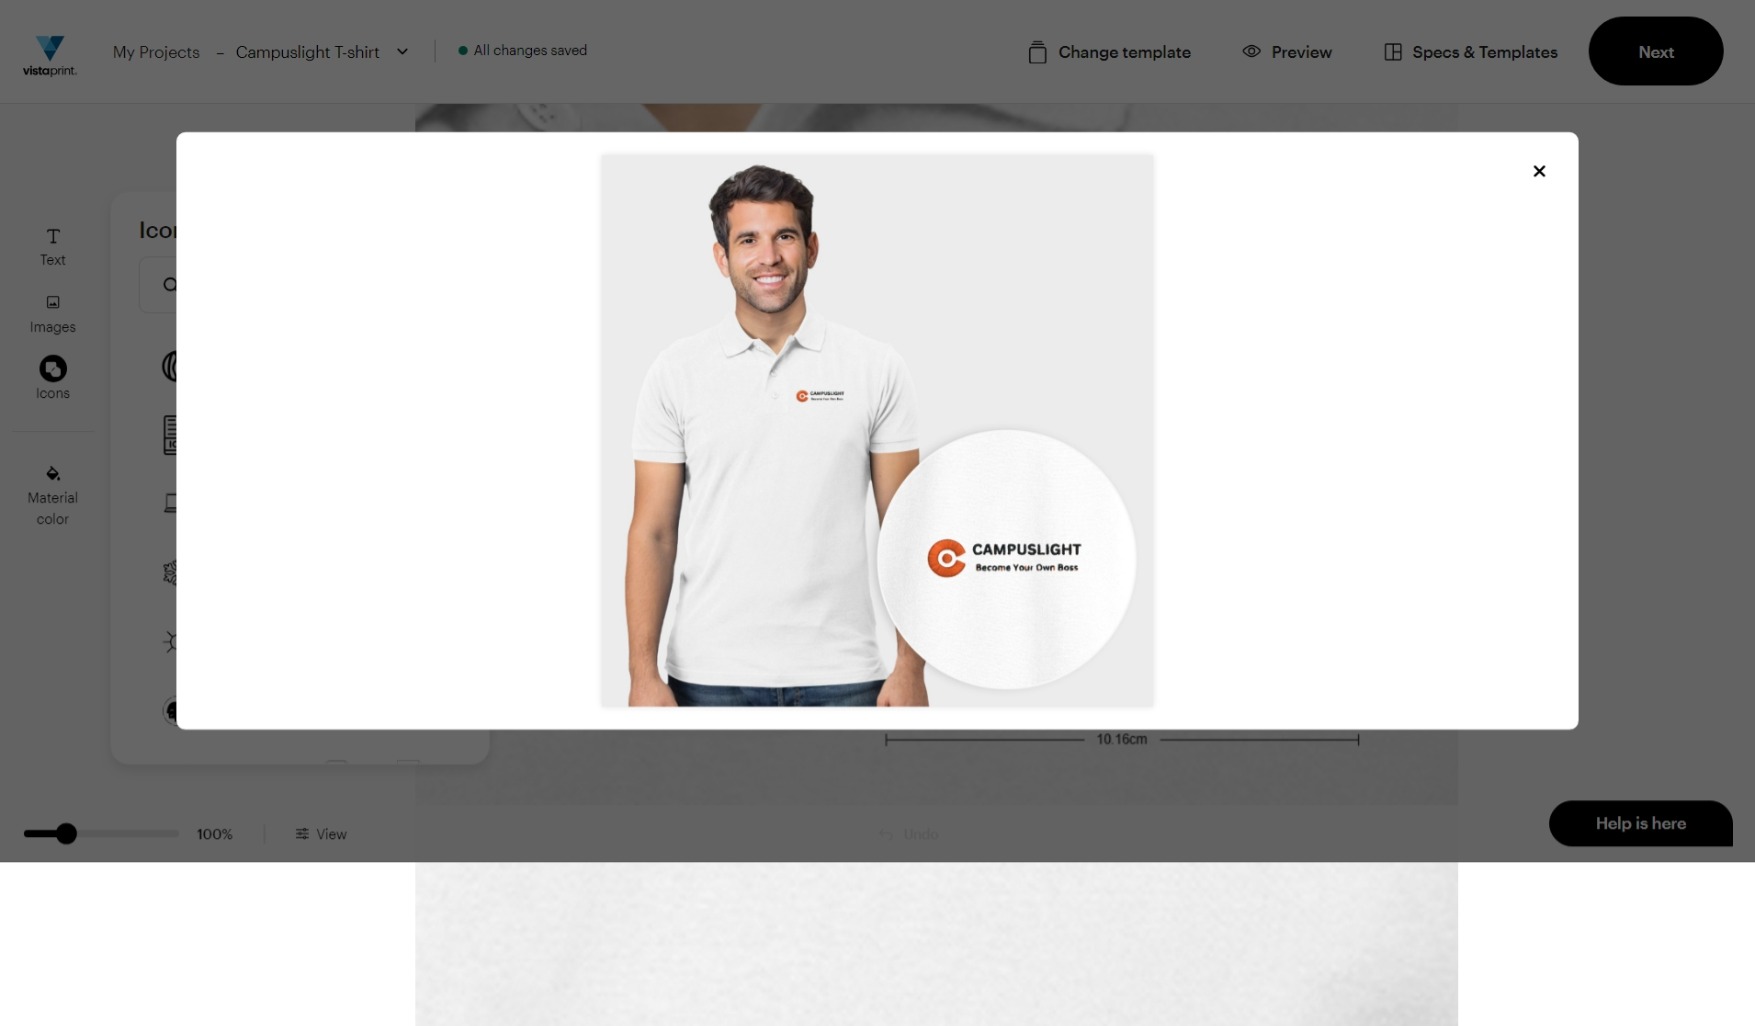 vistaprint.
My Projects – Campuslight T-shirt
All changes saved
Change template
Preview
Specs & Templates
Next
Text
Images
Icons
Material
color
CAMPUSLIGHT
Become Your Own Boss
CAMPUSLIGHT
Become Your Own Boss
10.16cm
100%
View
Undo
Help is here